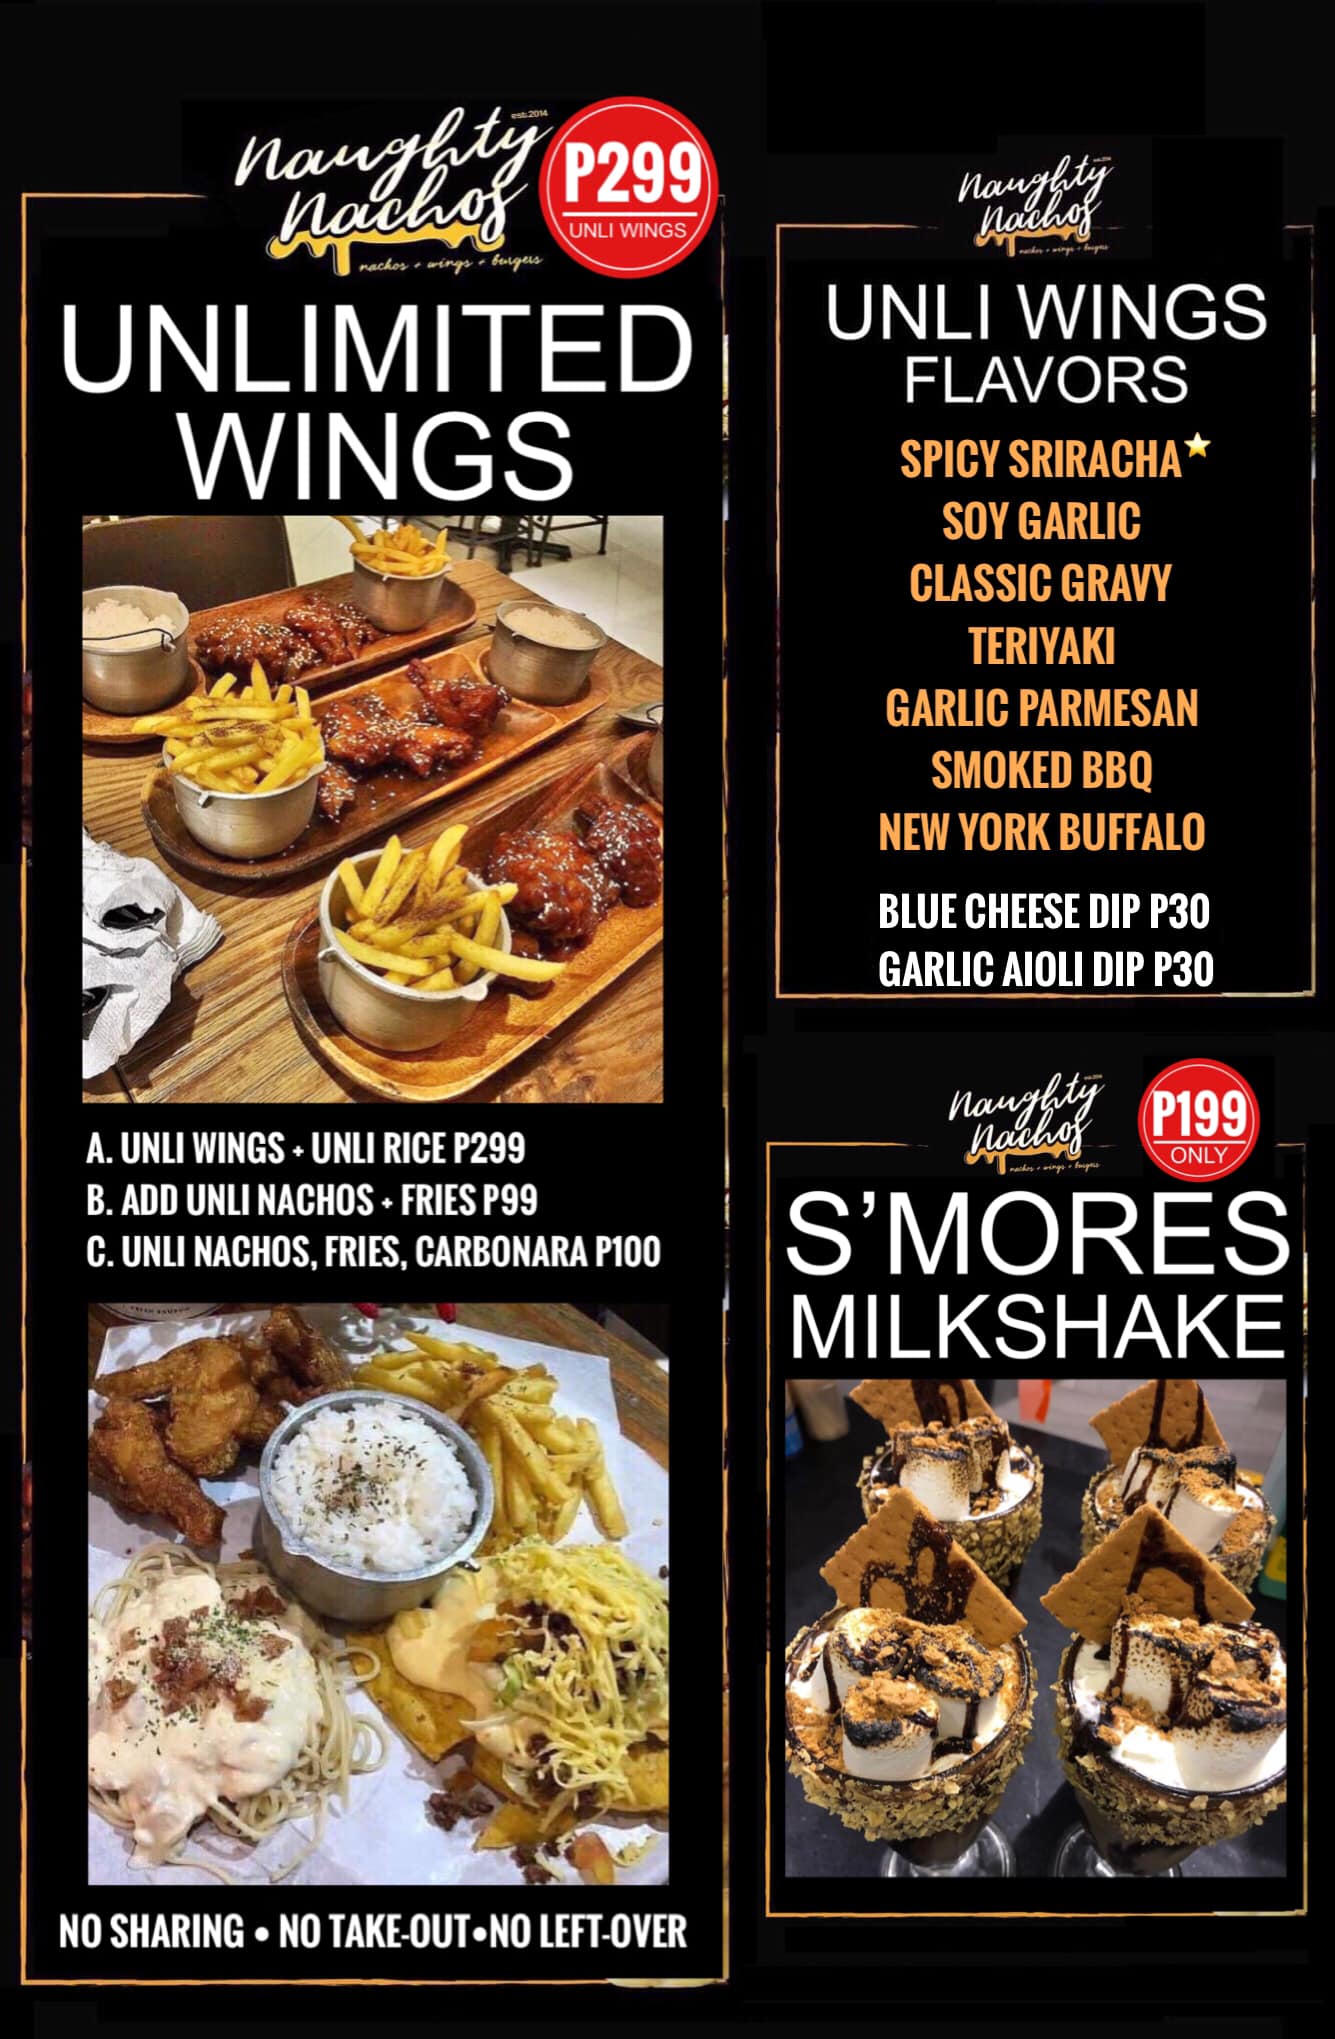 est.2014
Naughty
Nachos
nachos + wings + burgers
P299
UNLI WINGS
UNLIMITED
WINGS
A. UNLI WINGS + UNLI RICE P299
B. ADD UNLI NACHOS + FRIES P99
C. UNLI NACHOS, FRIES, CARBONARA P100
NO SHARING • NO TAKE-OUT•NO LEFT-OVER
est.2014
Naughty
Nachos
nachos + wings + burgers
UNLI WINGS
FLAVORS
SPICY SRIRACHA⭐
SOY GARLIC
CLASSIC GRAVY
TERIYAKI
GARLIC PARMESAN
SMOKED BBQ
NEW YORK BUFFALO
BLUE CHEESE DIP P30
GARLIC AIOLI DIP P30
est.2014
Naughty
Nachos
nachos + wings + burgers
P199
ONLY
S'MORES
MILKSHAKE